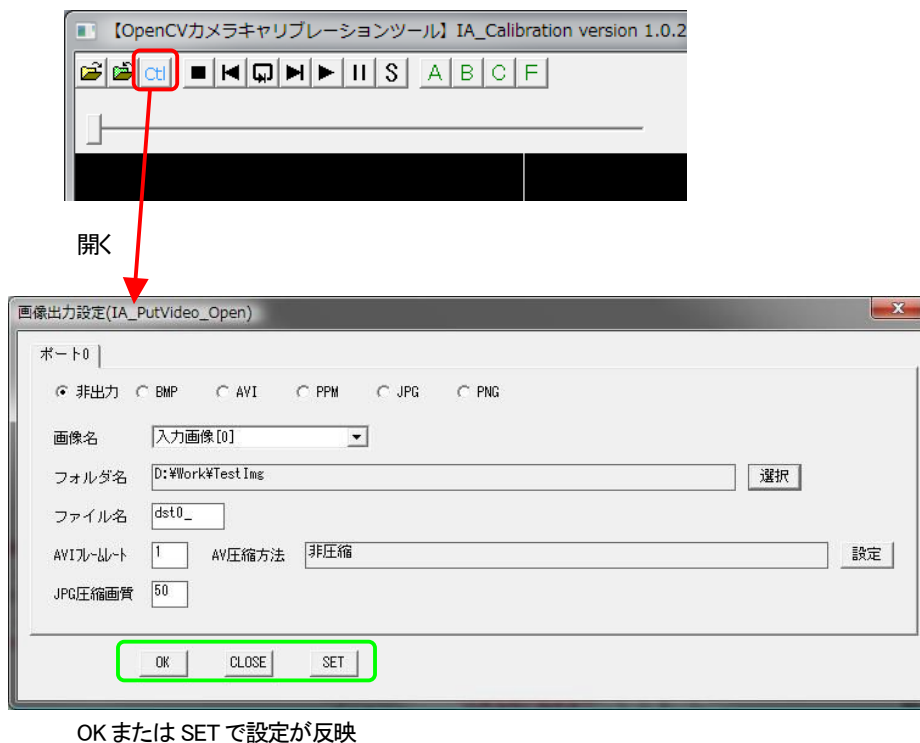 【OpenCVカメラキャリブレーションツール】IA_Calibration version 1.0.2
Ctl S A B C F
開く
画像出力設定(IA_PutVideo_Open)
ポート0
非出力 BMP AVI PPM JPG PNG
画像名 入力画像[0]
フォルダ名 D:¥Work¥TestImg 選択
ファイル名 dst0_
AVIフレームレート 1 AV圧縮方法 非圧縮 設定
JPG圧縮画質 50
OK CLOSE SET
OK または SET で設定が反映